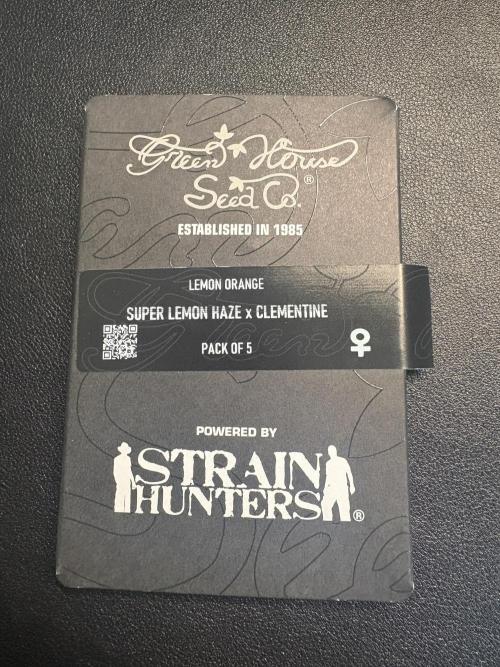 Green House
Seed Co.®
ESTABLISHED IN 1985
LEMON ORANGE
SUPER LEMON HAZE x CLEMENTINE
PACK OF 5
POWERED BY
STRAIN
HUNTERS®